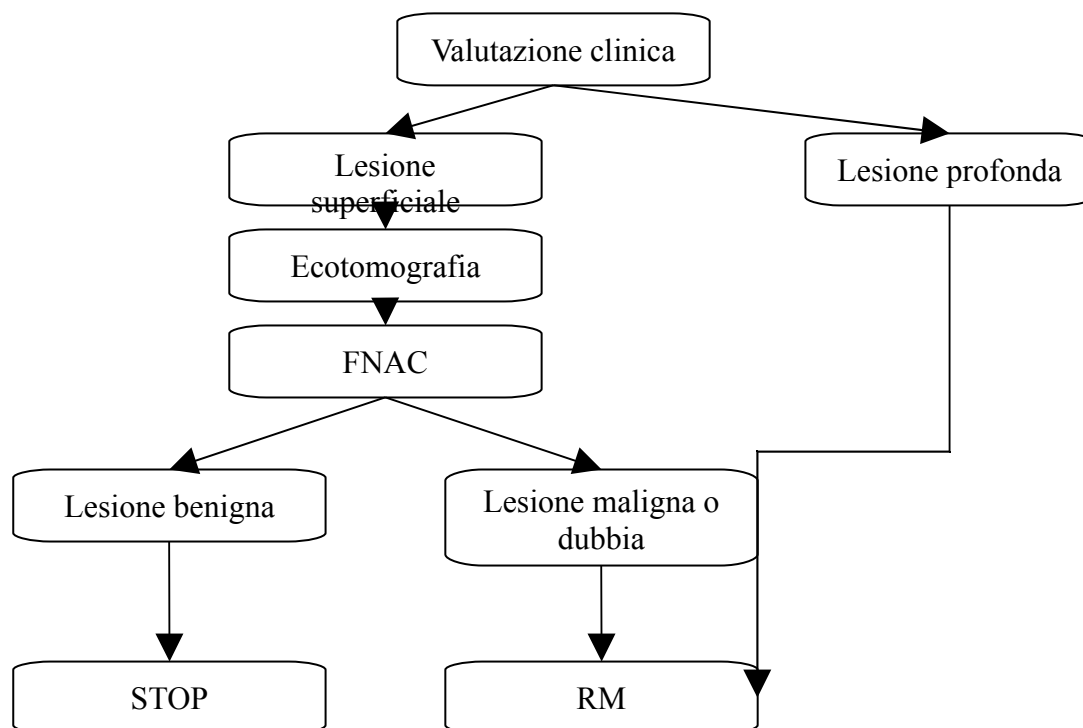 Valutazione clinica
Lesione
superficiale
Lesione profonda
Ecotomografia
FNAC
Lesione benigna
Lesione maligna o
dubbia
STOP
RM